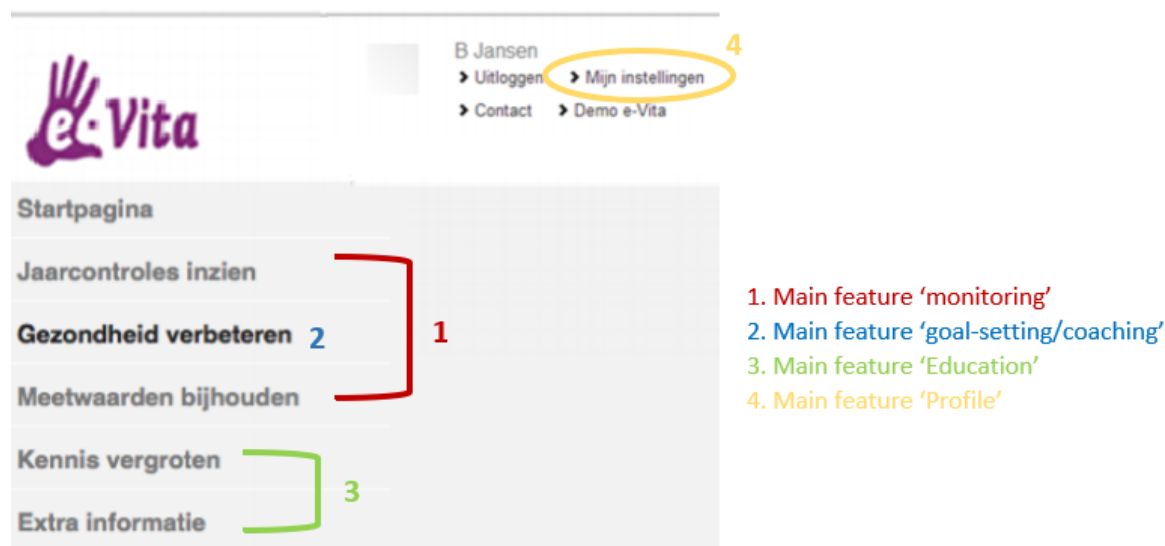 e-Vita
B Jansen
4
Uitloggen Mijn instellingen
Contact Demo e-Vita
Startpagina
Jaarcontroles inzien
Gezondheid verbeteren 2
1
Meetwaarden bijhouden
Kennis vergroten
3
Extra informatie
1. Main feature ‘monitoring’
2. Main feature ‘goal-setting/coaching’
3. Main feature ‘Education’
4. Main feature ‘Profile’